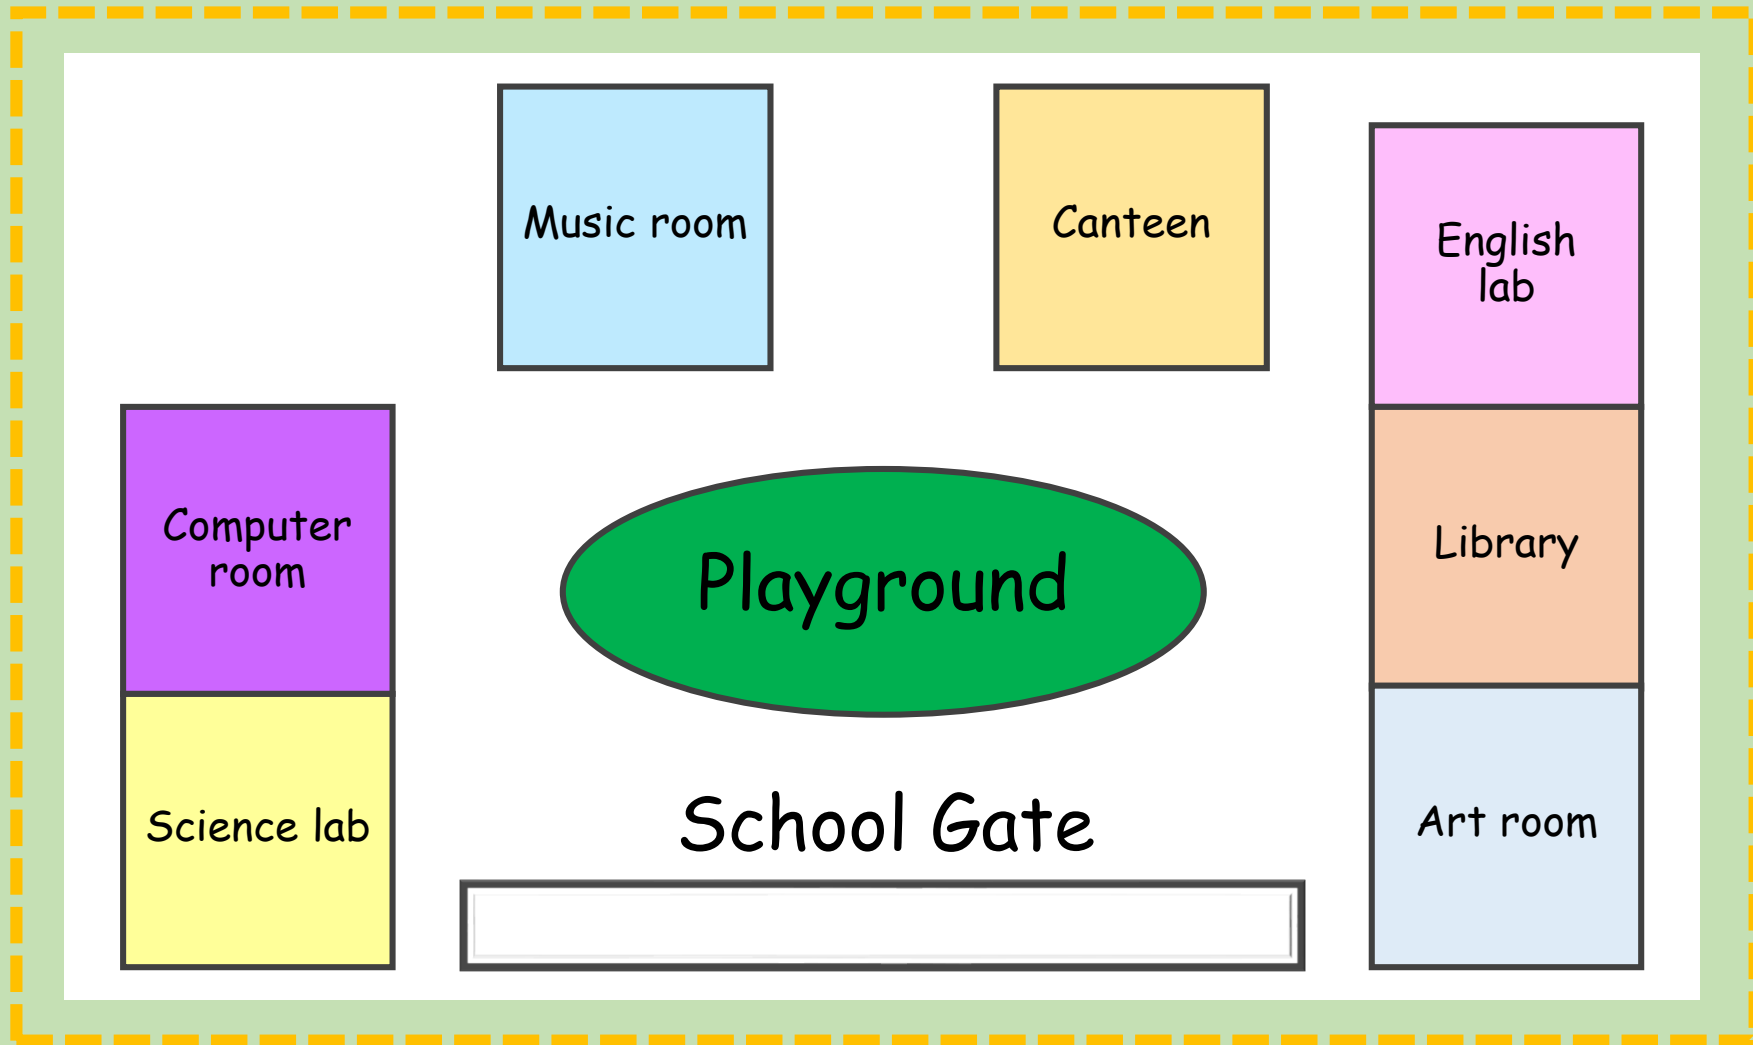 Music room
Canteen
English
lab
Computer
room
Playground
Library
Science lab
School Gate
Art room